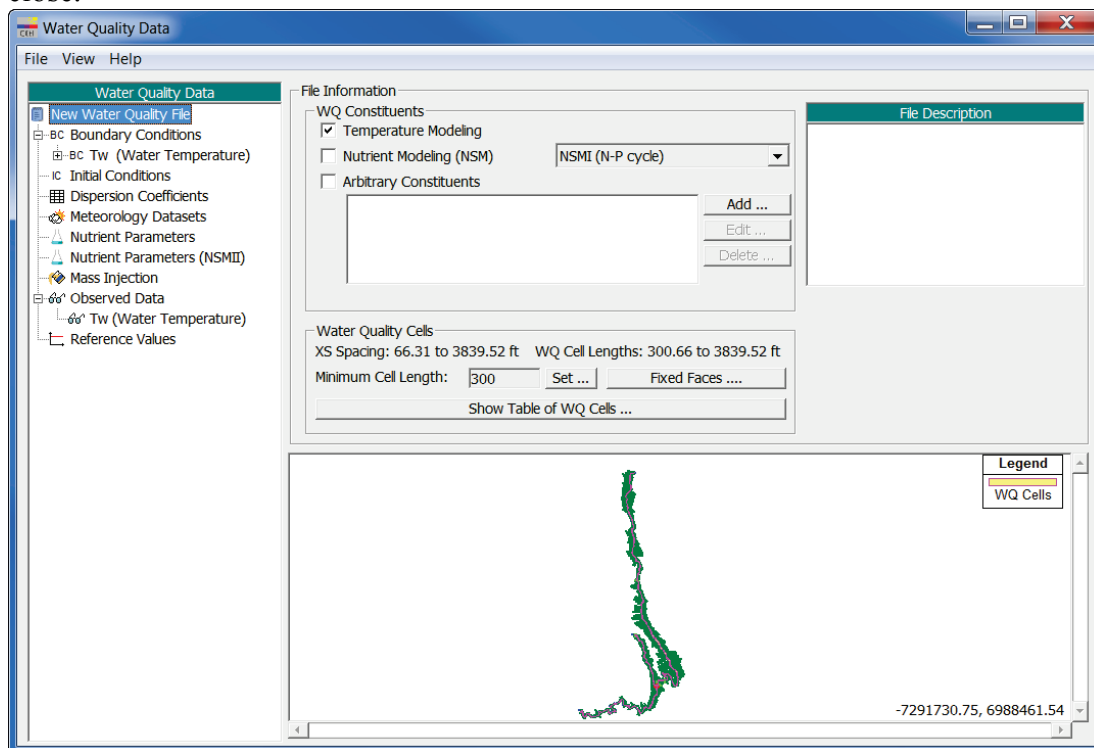 Water Quality Data
File View Help
Water Quality Data
New Water Quality File
BC Boundary Conditions
BC Tw (Water Temperature)
IC Initial Conditions
Dispersion Coefficients
Meteorology Datasets
Nutrient Parameters
Nutrient Parameters (NSMII)
Mass Injection
Observed Data
Tw (Water Temperature)
Reference Values
File Information
WQ Constituents
Temperature Modeling
Nutrient Modeling (NSM) NSMI (N-P cycle)
Arbitrary Constituents
Add ...
Edit ...
Delete ...
File Description
Water Quality Cells
XS Spacing: 66.31 to 3839.52 ft WQ Cell Lengths: 300.66 to 3839.52 ft
Minimum Cell Length: 300 Set ... Fixed Faces ....
Show Table of WQ Cells ...
Legend
WQ Cells
-7291730.75, 6988461.54